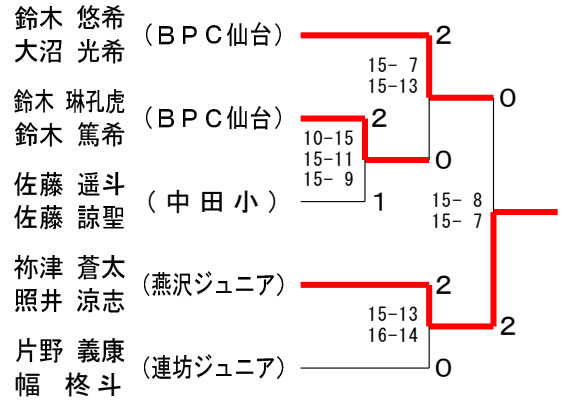 鈴木 悠希
大沼 光希
(BPC仙台)
2
15- 7
15-13
0
鈴木 琳孔虎
鈴木 篤希
(BPC仙台)
2
10-15
15-11
15- 9
0
佐藤 遥斗
佐藤 諒聖
(中田小)
1
15- 8
15- 7
祢津 蒼太
照井 涼志
(燕沢ジュニア)
2
15-13
16-14
2
片野 義康
幅 柊斗
(連坊ジュニア)
0